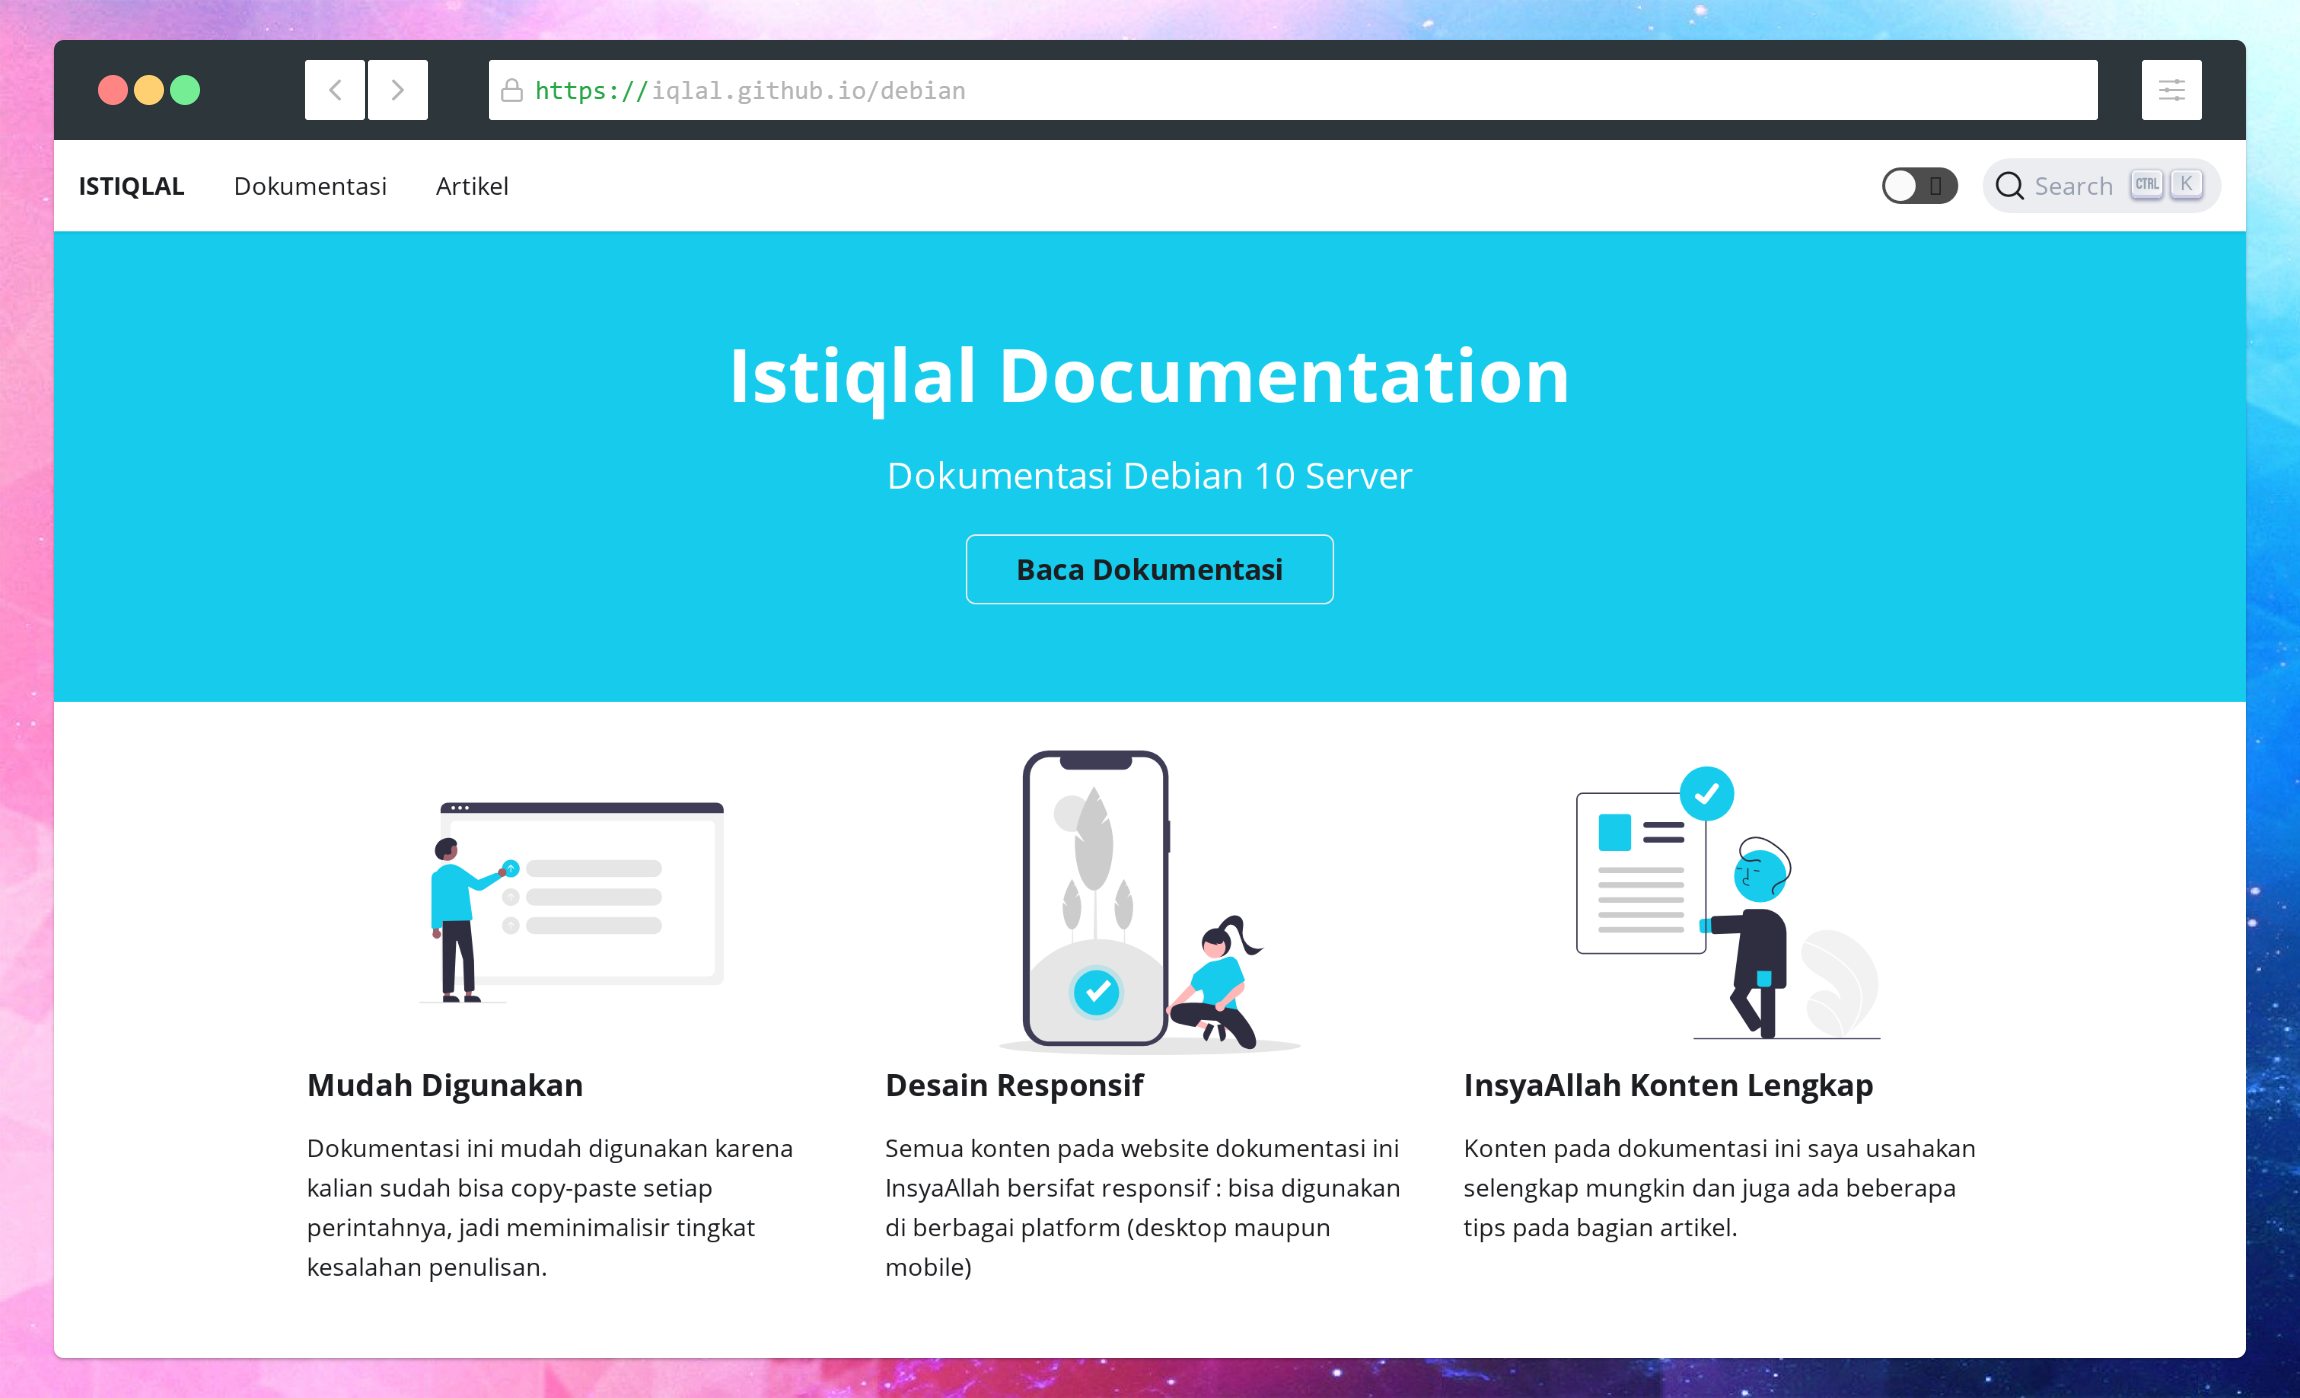 https://iqlal.github.io/debian
ISTIQLAL Dokumentasi Artikel Search CTRL K
Istiqlal Documentation
Dokumentasi Debian 10 Server
Baca Dokumentasi
Mudah Digunakan
Dokumentasi ini mudah digunakan karena
kalian sudah bisa copy-paste setiap
perintahnya, jadi meminimalisir tingkat
kesalahan penulisan.
Desain Responsif
Semua konten pada website dokumentasi ini
InsyaAllah bersifat responsif : bisa digunakan
di berbagai platform (desktop maupun
mobile)
InsyaAllah Konten Lengkap
Konten pada dokumentasi ini saya usahakan
selengkap mungkin dan juga ada beberapa
tips pada bagian artikel.